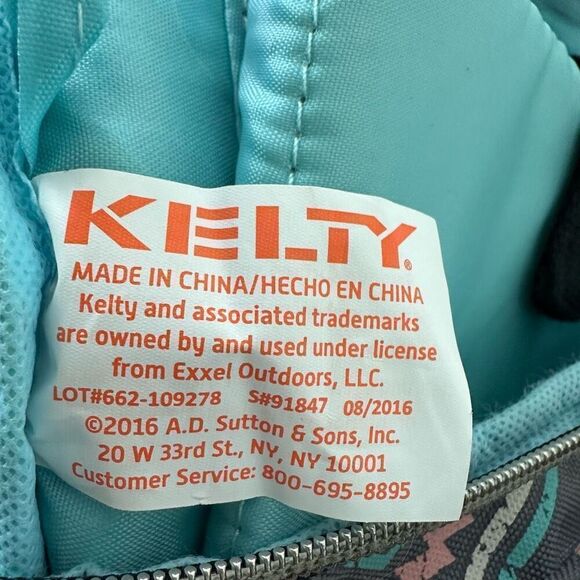 KELTY®
MADE IN CHINA/HECHO EN CHINA
Kelty and associated trademarks
are owned by and used under license
from Exxel Outdoors, LLC.
LOT#662-109278 S#91847 08/2016
©2016 A.D. Sutton & Sons, Inc.
20 W 33rd St., NY, NY 10001
Customer Service: 800-695-8895